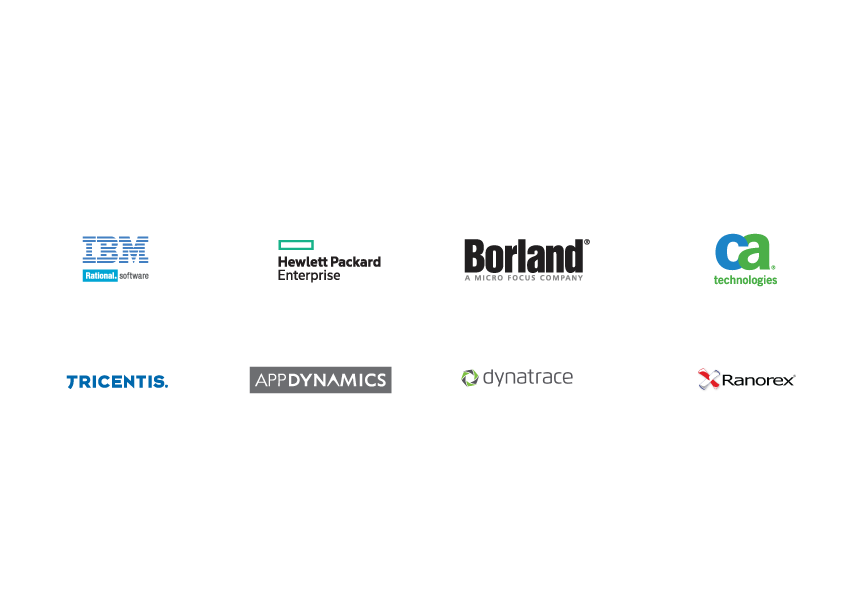 IBM
Rational. software
Hewlett Packard
Enterprise
Borland®
A MICRO FOCUS COMPANY
ca®
technologies
TRICENTIS.
APPDYNAMICS
dynatrace
Ranorex®